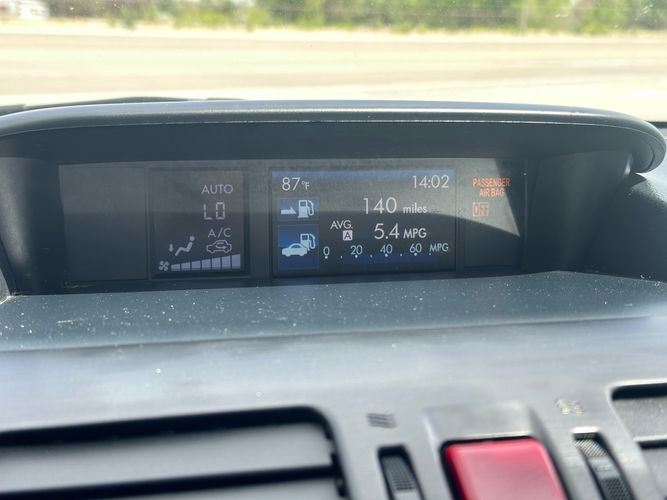 AUTO
LO
A/C
87°F 14:02
140 miles
AVG.
A 5.4 MPG
0 20 40 60 MPG
PASSENGER
AIR BAG
OFF